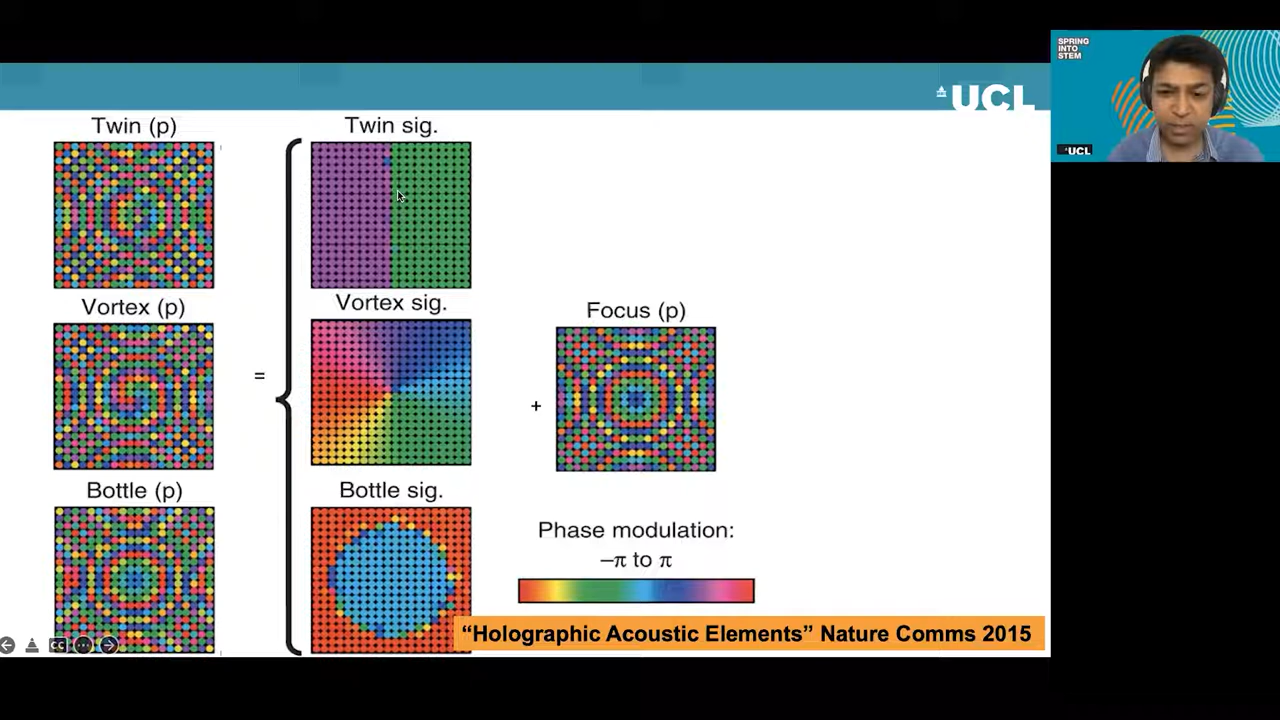 SPRING
INTO
STEM
UCL
UCL
Twin (p)
Twin sig.
Vortex (p)
Vortex sig.
Focus (p)
=
+
Bottle (p)
Bottle sig.
Phase modulation:
–π to π
CC
“Holographic Acoustic Elements” Nature Comms 2015